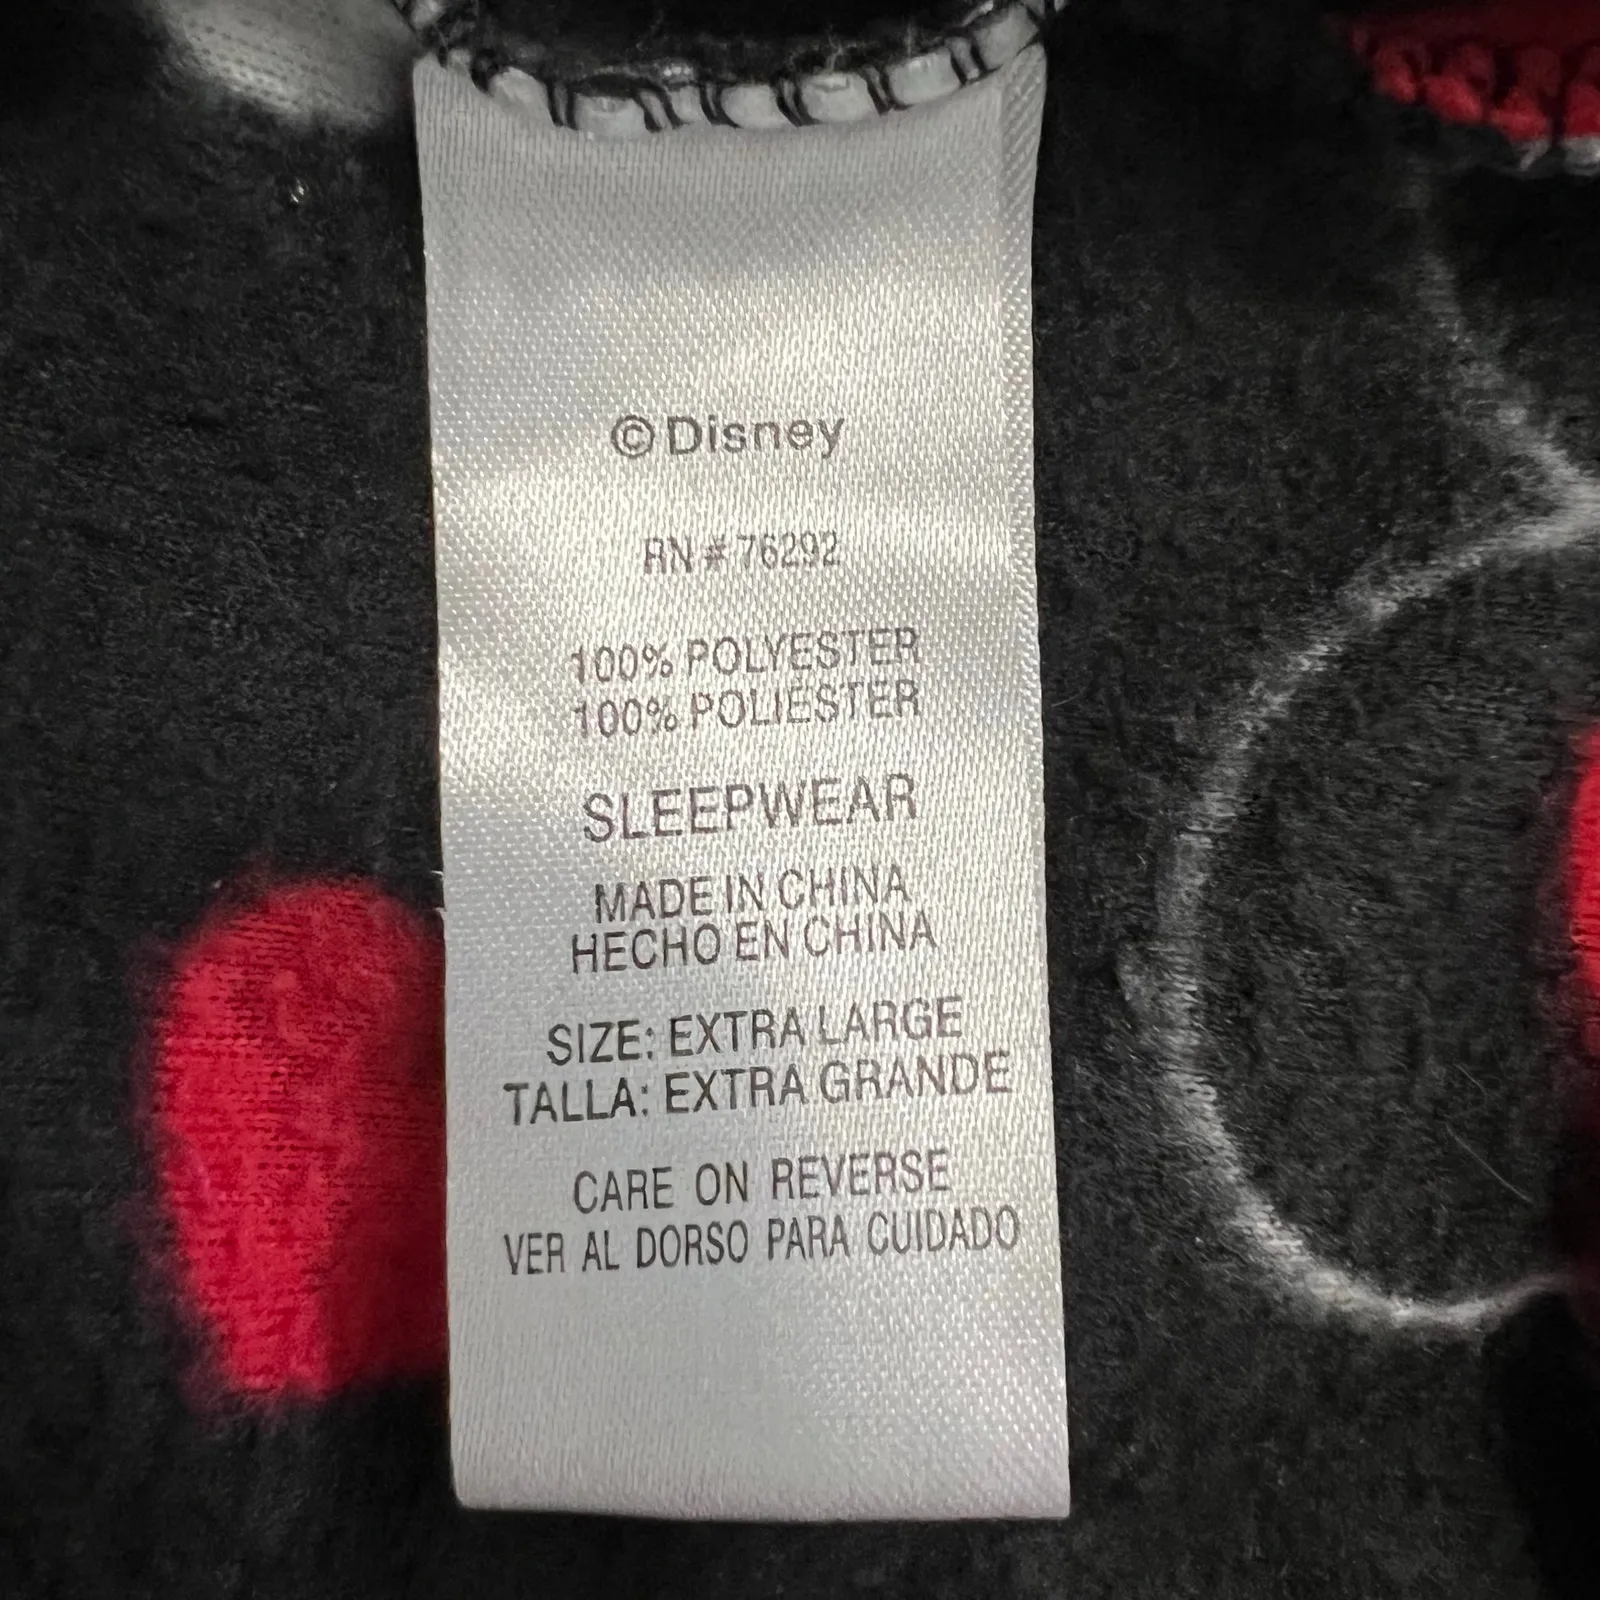 © Disney
RN # 76292
100% POLYESTER
100% POLIESTER
SLEEPWEAR
MADE IN CHINA
HECHO EN CHINA
SIZE: EXTRA LARGE
TALLA: EXTRA GRANDE
CARE ON REVERSE
VER AL DORSO PARA CUIDADO